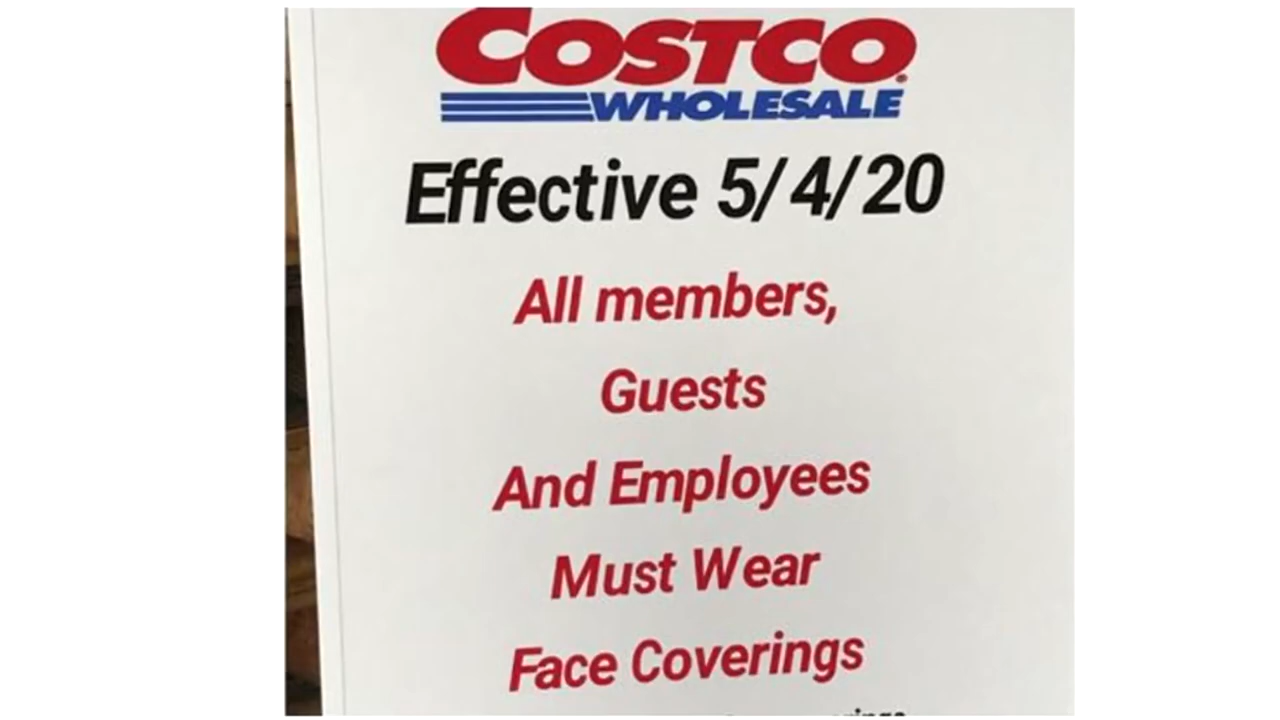 COSTCO
WHOLESALE
Effective 5/4/20
All members,
Guests
And Employees
Must Wear
Face Coverings